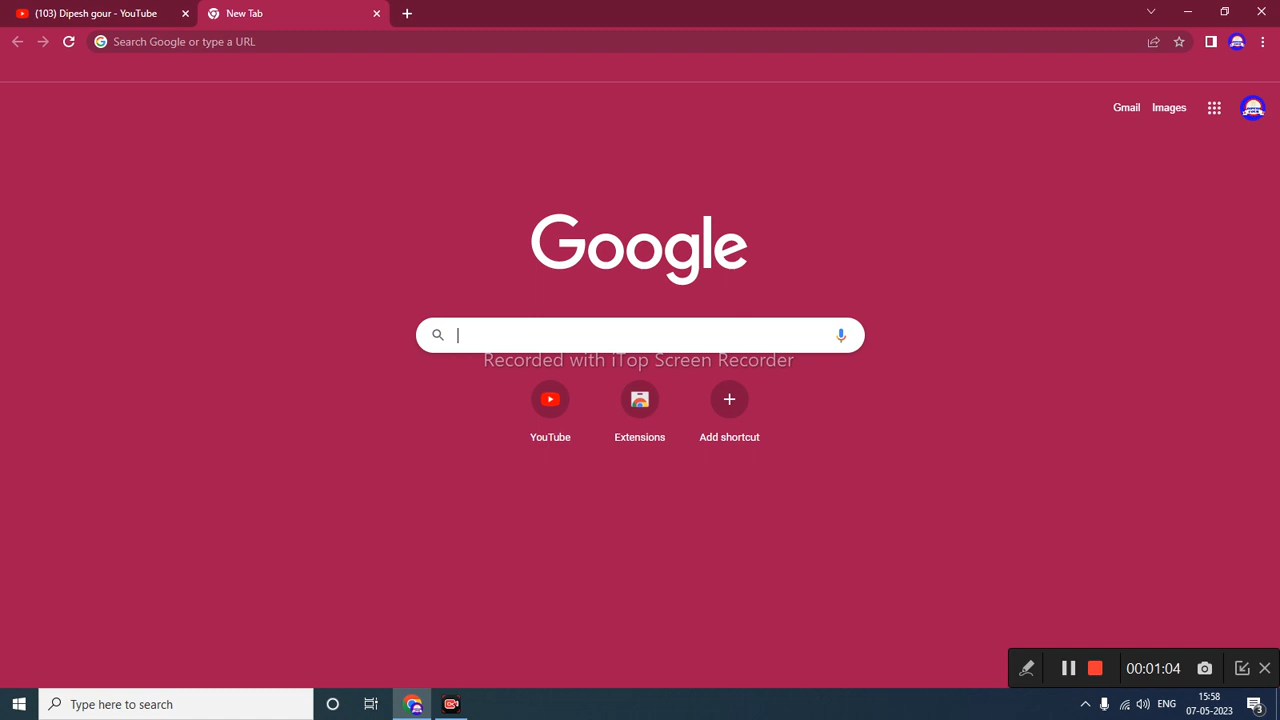 (103) Dipesh gour - YouTube
New Tab
Search Google or type a URL
Gmail Images
Google
Recorded with iTop Screen Recorder
YouTube Extensions Add shortcut
00:01:04
Type here to search
ENG
15:58
07-05-2023
3